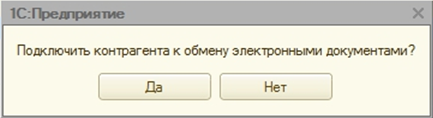 1С:Предприятие
Подключить контрагента к обмену электронными документами?
Да
Нет